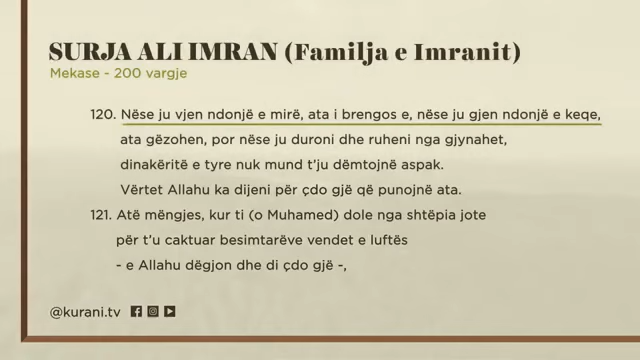 SURJA ALI IMRAN (Familja e Imranit)
Mekase - 200 vargje
120. Nëse ju vjen ndonjë e mirë, ata i brengos e, nëse ju gjen ndonjë e keqe,
ata gëzohen, por nëse ju duroni dhe ruheni nga gjynahet,
dinakëritë e tyre nuk mund t'ju dëmtojnë aspak.
Vërtet Allahu ka dijeni për çdo gjë që punojnë ata.
121. Atë mëngjes, kur ti (o Muhamed) dole nga shtëpia jote
për t'u caktuar besimtarëve vendet e luftës
- e Allahu dëgjon dhe di çdo gjë -,
@kurani.tv